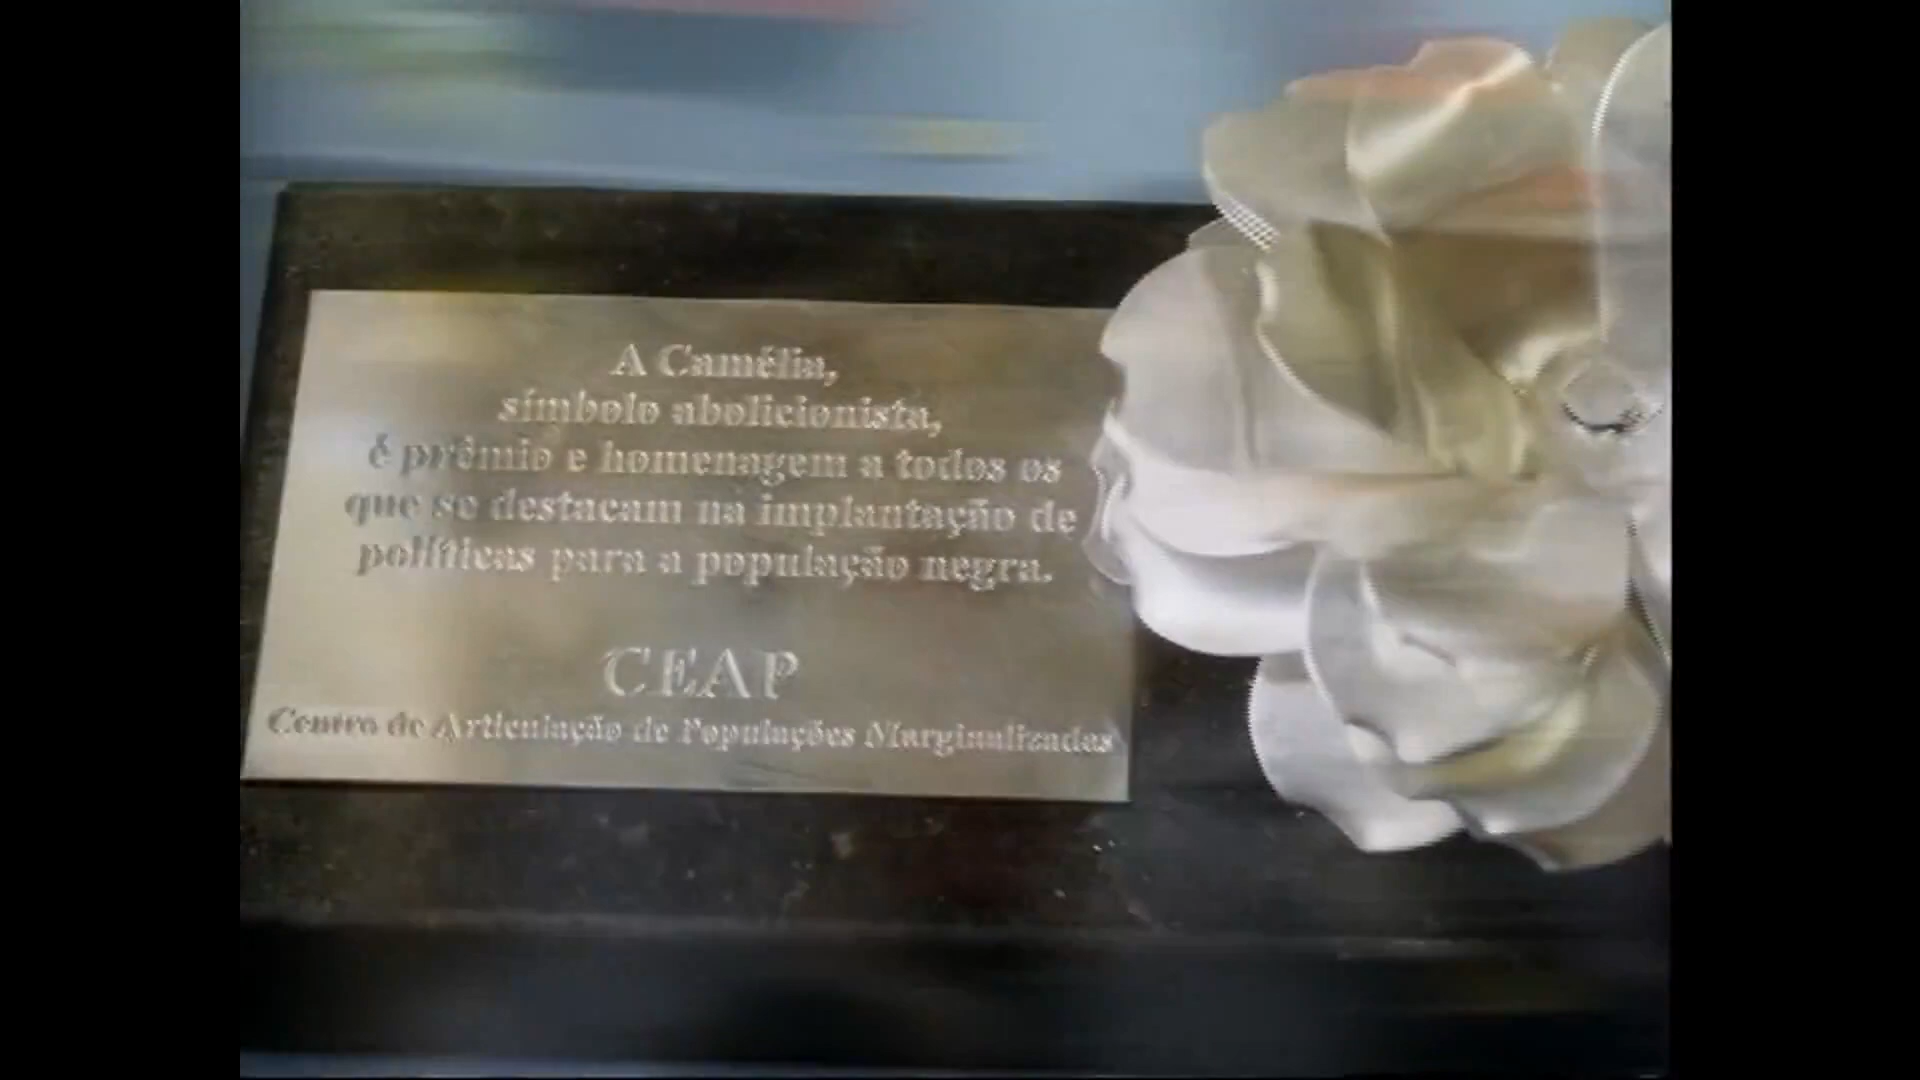 A Camélia,
símbolo abolicionista,
é prêmio e homenagem a todos os
que se destacam na implantação de
políticas para a população negra.
CEAP
Centro de Articulação de Populações Marginalizadas